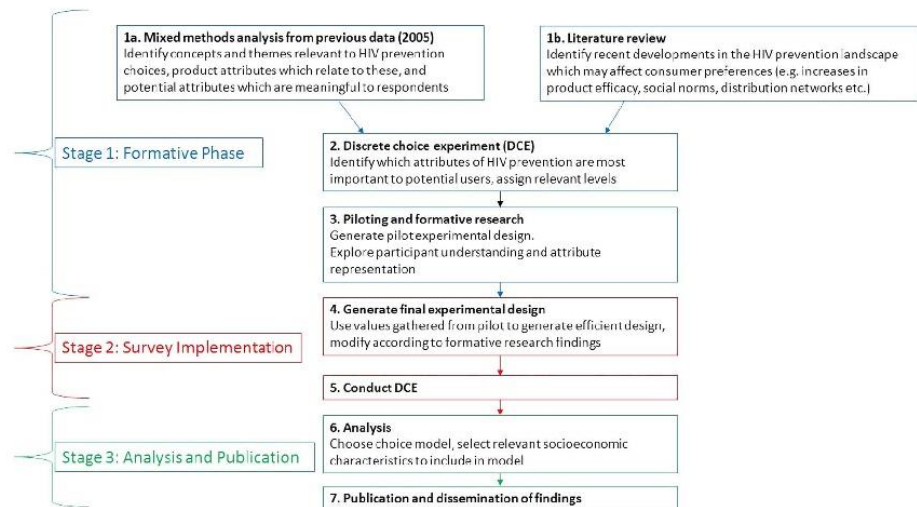 1a. Mixed methods analysis from previous data (2005)
Identify concepts and themes relevant to HIV prevention
choices, product attributes which relate to these, and
potential attributes which are meaningful to respondents
1b. Literature review
Identify recent developments in the HIV prevention landscape
which may affect consumer preferences (e.g. increases in
product efficacy, social norms, distribution networks etc.)
Stage 1: Formative Phase
2. Discrete choice experiment (DCE)
Identify which attributes of HIV prevention are most
important to potential users, assign relevant levels
3. Piloting and formative research
Generate pilot experimental design.
Explore participant understanding and attribute
representation
Stage 2: Survey Implementation
4. Generate final experimental design
Use values gathered from pilot to generate efficient design,
modify according to formative research findings
5. Conduct DCE
Stage 3: Analysis and Publication
6. Analysis
Choose choice model, select relevant socioeconomic
characteristics to include in model
7. Publication and dissemination of findings